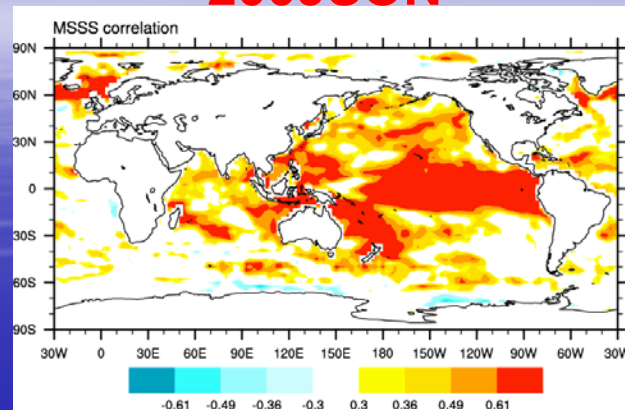 MSSS correlation
90N
60N
30N
0
30S
60S
90S
30W 0 30E 60E 90E 120E 150E 180 150W 120W 90W 60W 30W
-0.61 -0.49 -0.36 -0.3 0.3 0.36 0.49 0.61